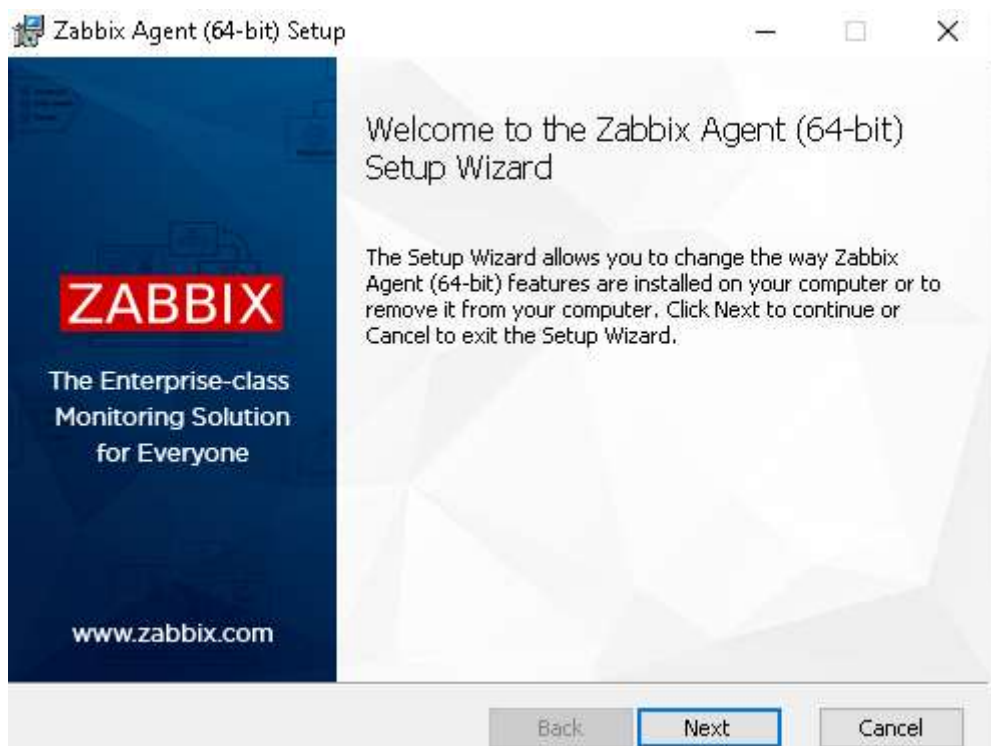 Zabbix Agent (64-bit) Setup
Welcome to the Zabbix Agent (64-bit)
Setup Wizard
The Setup Wizard allows you to change the way Zabbix
Agent (64-bit) features are installed on your computer or to
remove it from your computer. Click Next to continue or
Cancel to exit the Setup Wizard.
ZABBIX
The Enterprise-class
Monitoring Solution
for Everyone
www.zabbix.com
Back
Next
Cancel